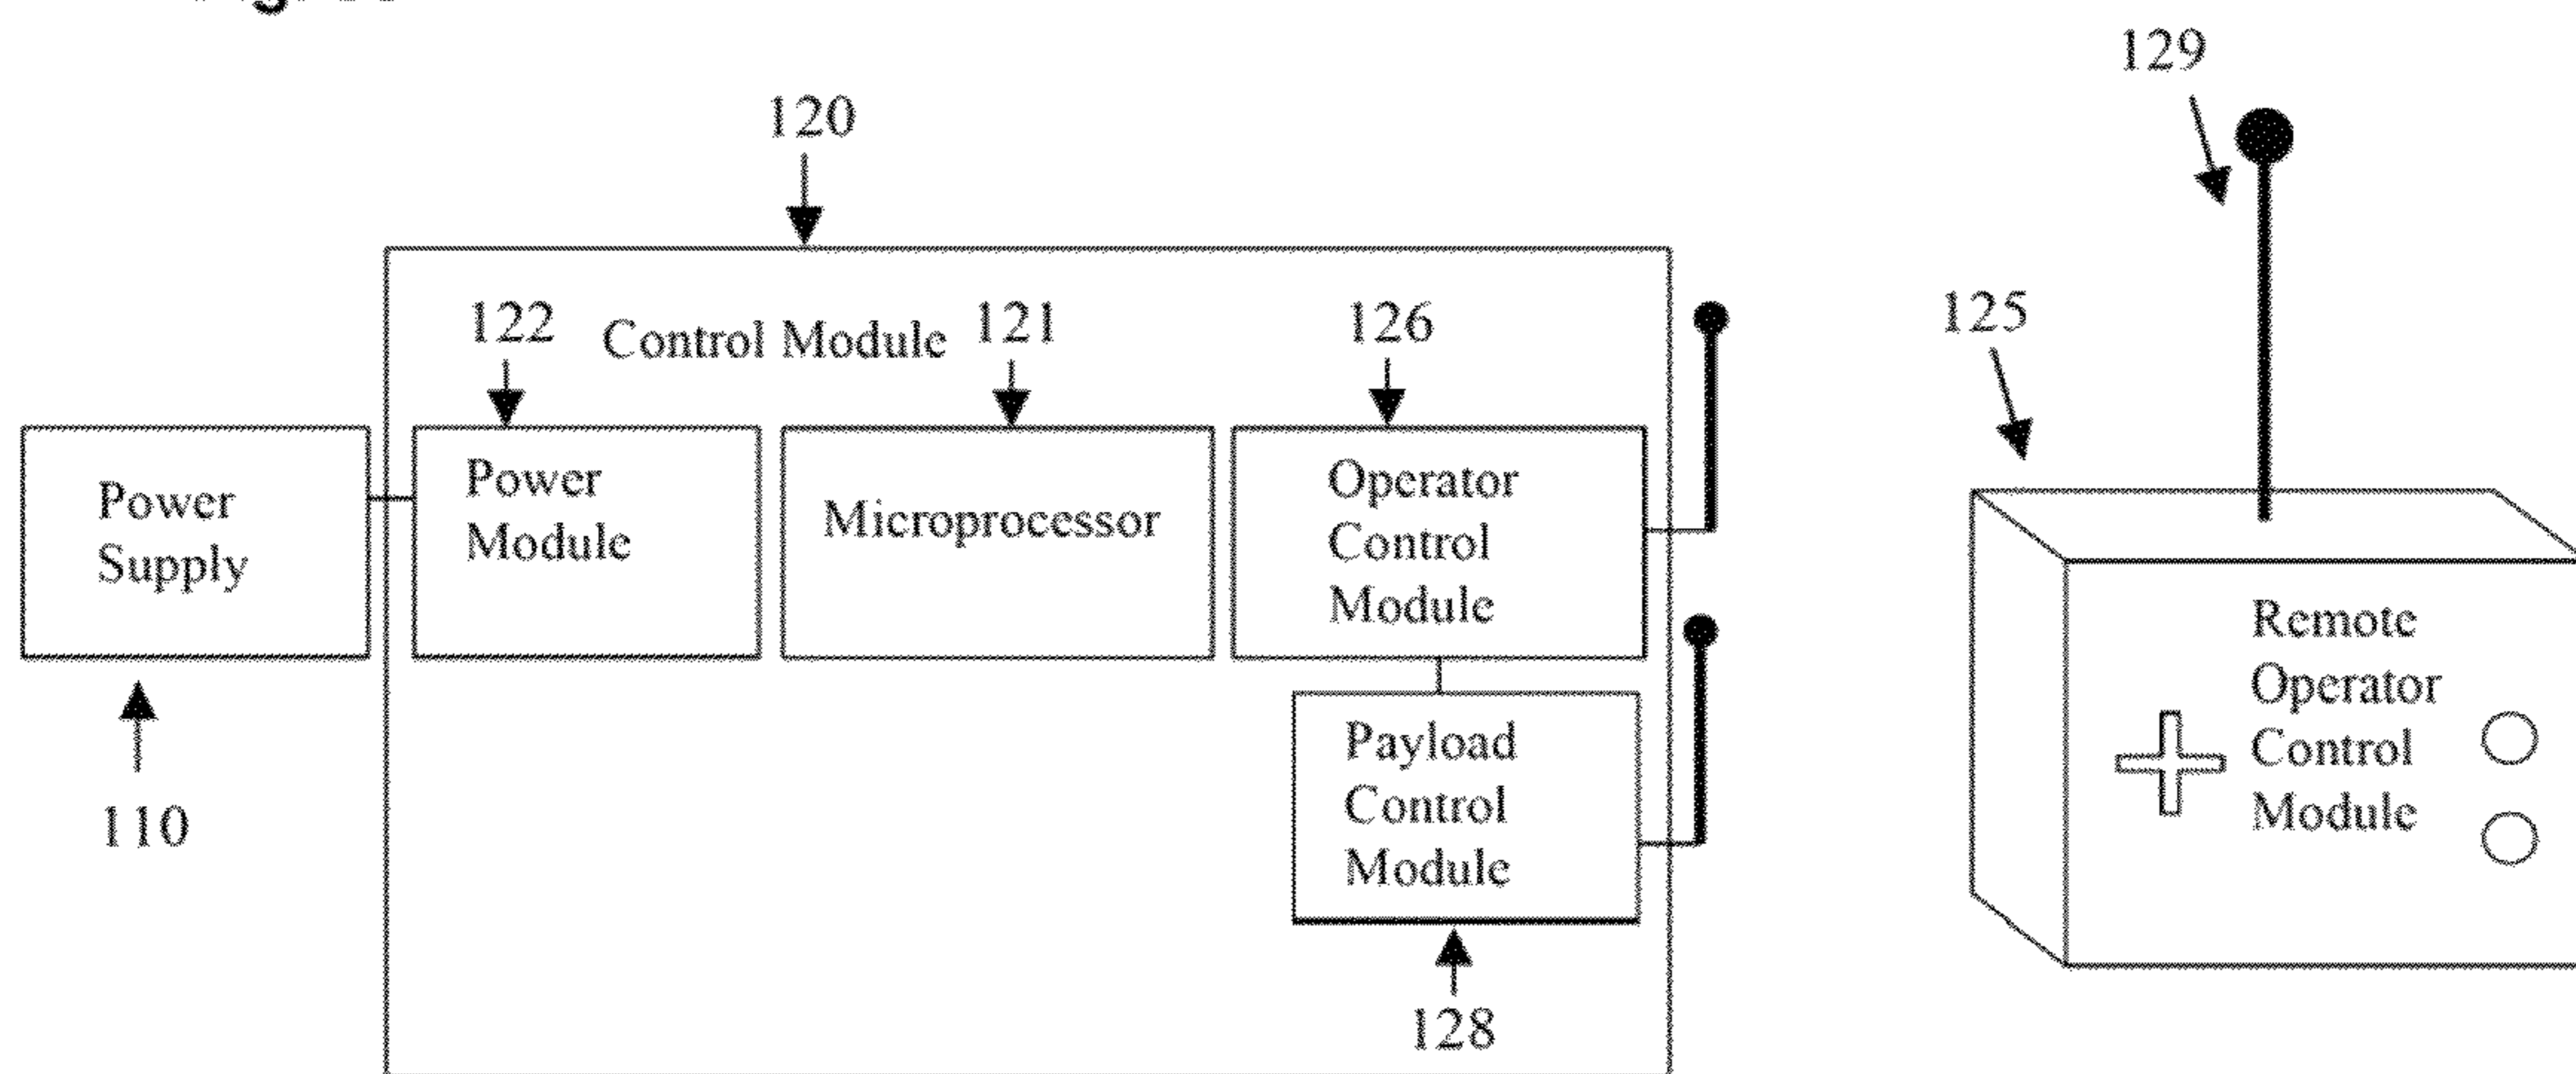 129
120
125
122
Control Module
121
126
Power
Supply
Power
Module
Microprocessor
Operator
Control
Module
Remote
Operator
Control
Module
Payload
Control
Module
110
128